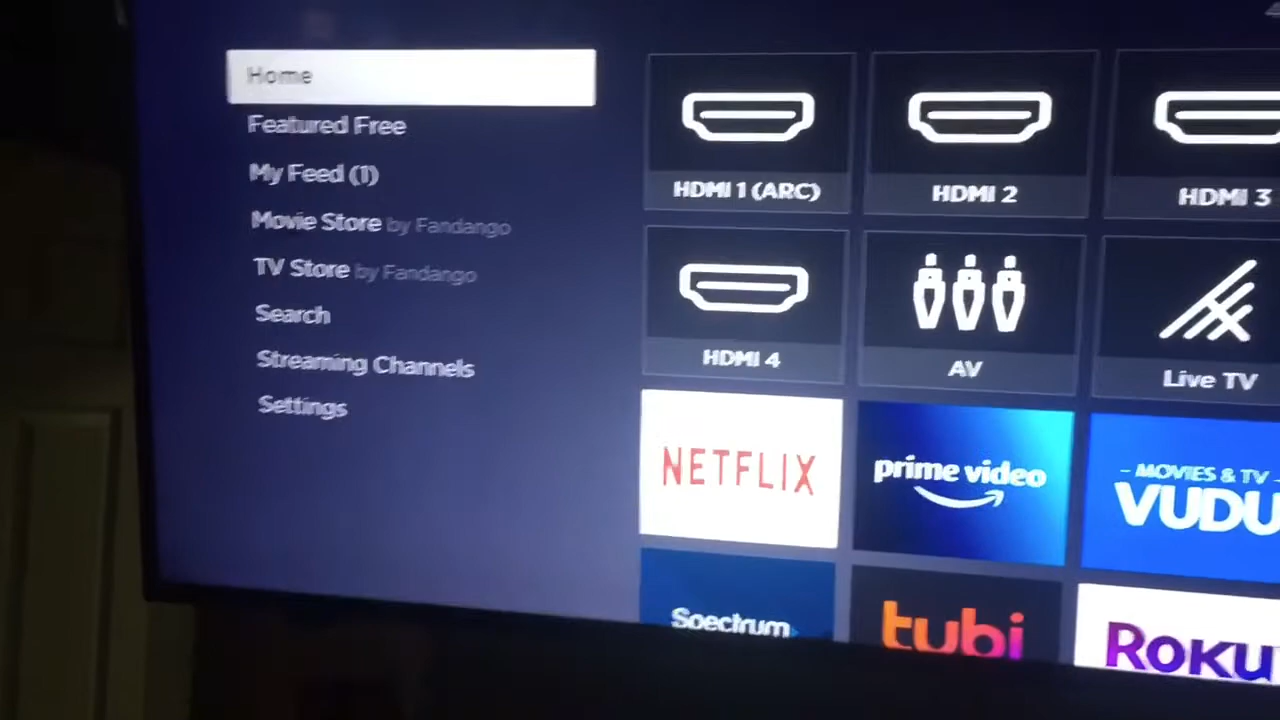 Home
Featured Free
My Feed (1)
Movie Store by Fandango
TV Store by Fandango
Search
Streaming Channels
Settings
HDMI 1 (ARC)
HDMI 2
HDMI 3
HDMI 4
AV
Live TV
NETFLIX
prime video
- MOVIES & TV -
VUDU
Spectrum
tubi
Roku